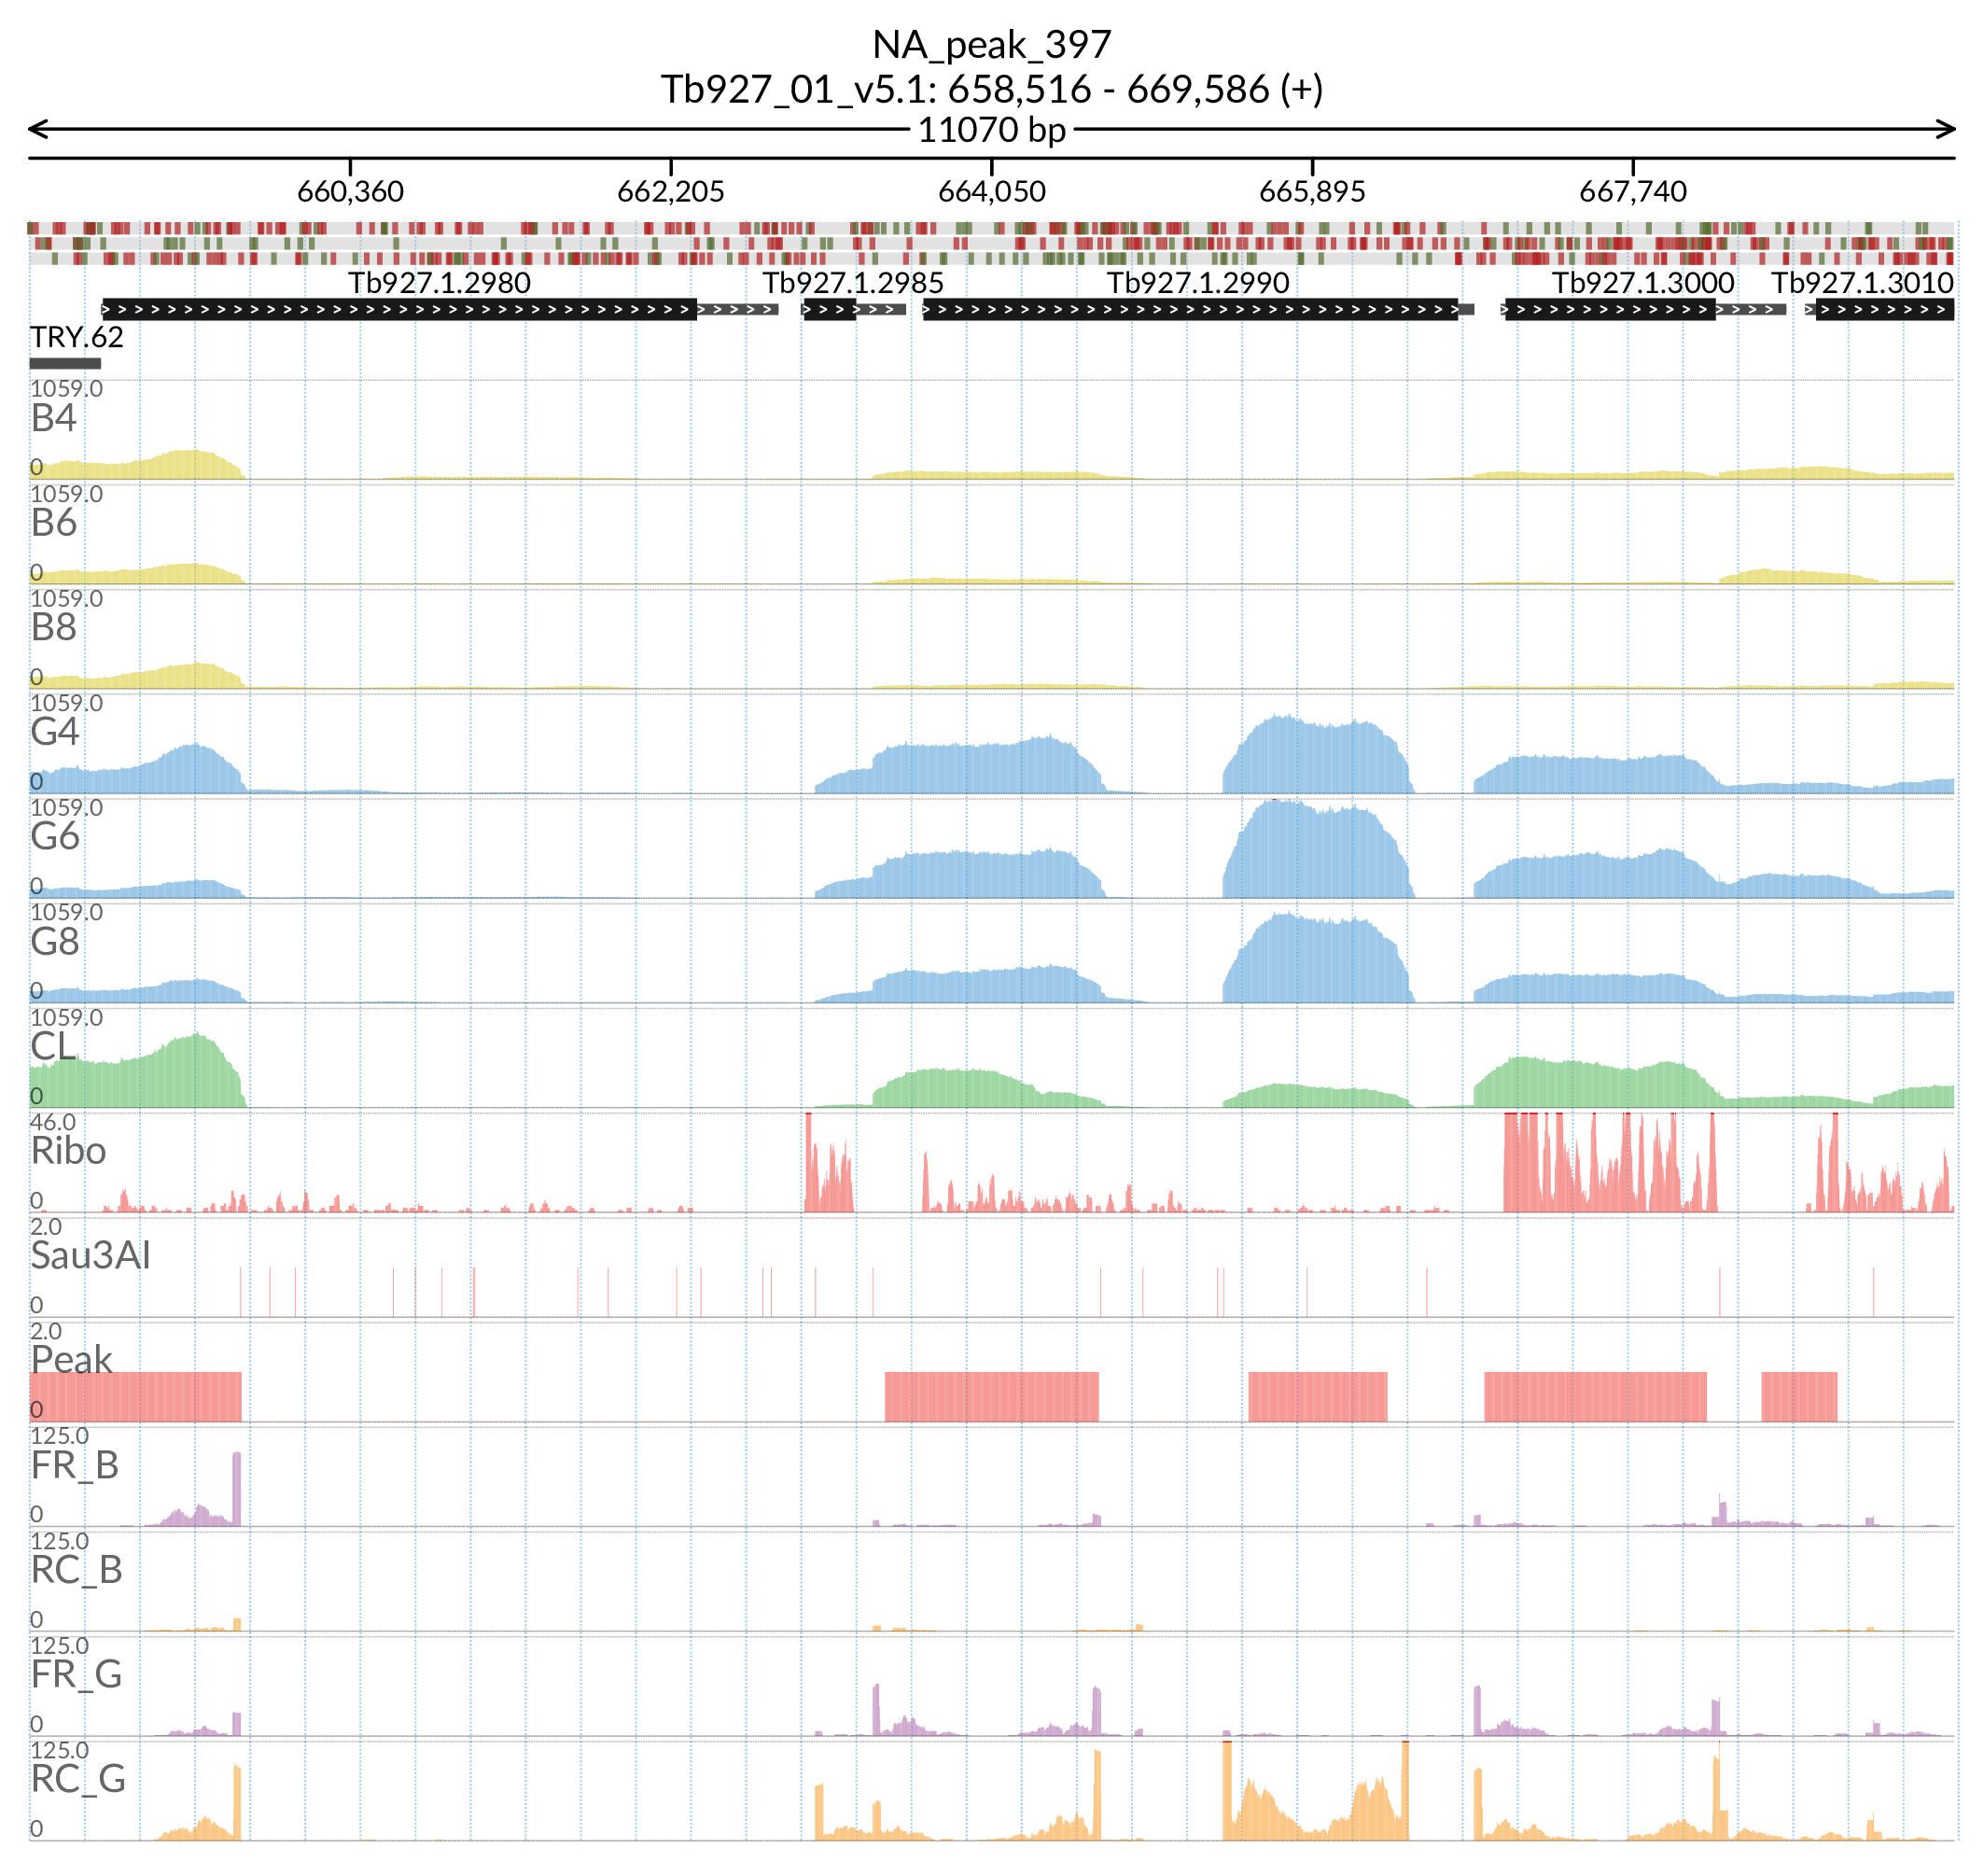 NA_peak_397
Tb927_01_v5.1: 658,516 - 669,586 (+)
11070 bp
660,360 662,205 664,050 665,895 667,740
Tb927.1.2980 Tb927.1.2985 Tb927.1.2990 Tb927.1.3000 Tb927.1.3010
TRY.62
1059.0
B4
0
1059.0
B6
0
1059.0
B8
0
1059.0
G4
0
1059.0
G6
0
1059.0
G8
0
1059.0
CL
0
46.0
Ribo
0
2.0
Sau3AI
0
2.0
Peak
0
125.0
FR_B
0
125.0
RC_B
0
125.0
FR_G
0
125.0
RC_G
0